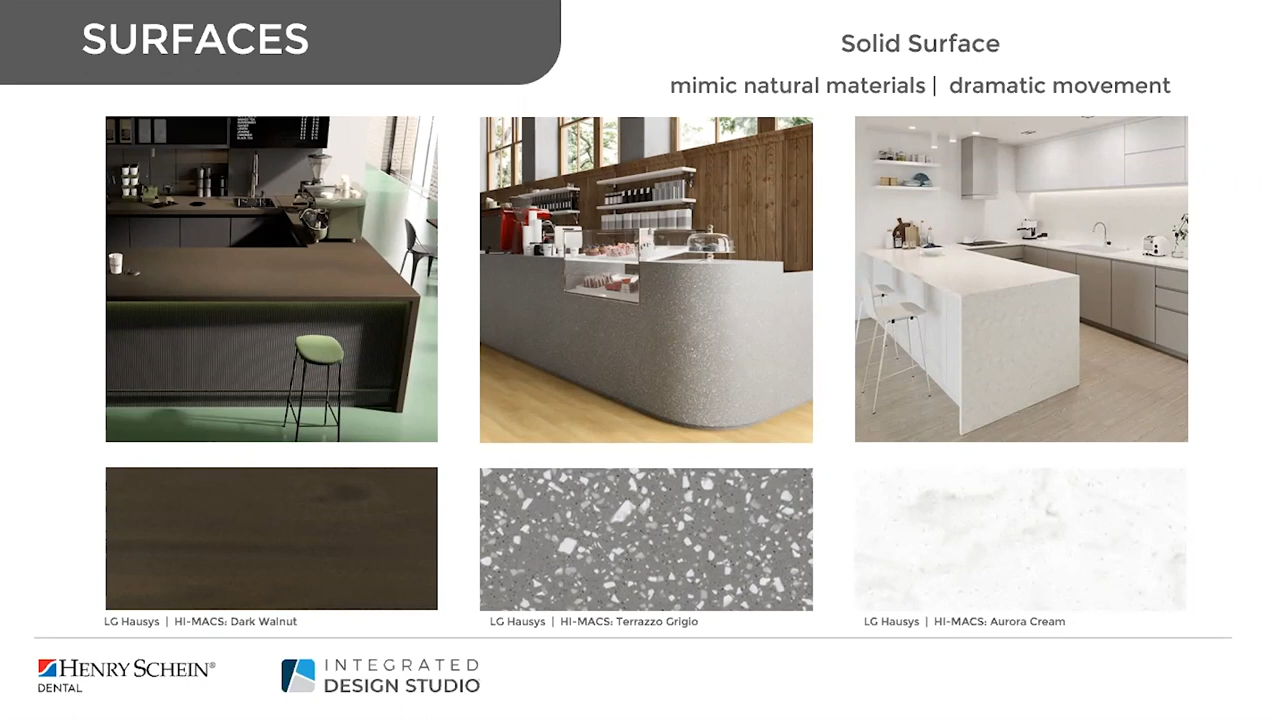 SURFACES
Solid Surface
mimic natural materials | dramatic movement
LG Hausys | HI-MACS: Dark Walnut
LG Hausys | HI-MACS: Terrazzo Grigio
LG Hausys | HI-MACS: Aurora Cream
HENRY SCHEIN®
DENTAL
INTEGRATED
DESIGN STUDIO